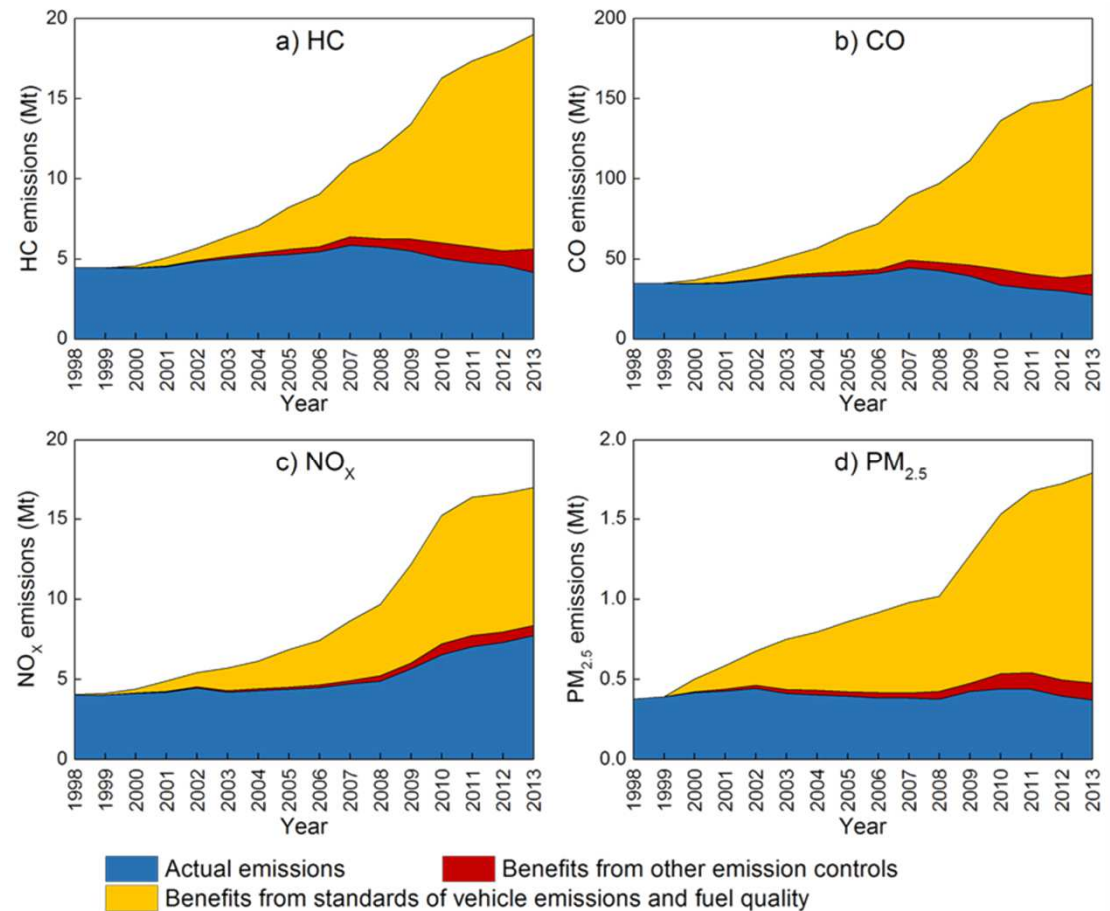 a) HC
HC emissions (Mt)
20
15
10
5
0
1998 1999 2000 2001 2002 2003 2004 2005 2006 2007 2008 2009 2010 2011 2012 2013
Year
b) CO
CO emissions (Mt)
200
150
100
50
0
1998 1999 2000 2001 2002 2003 2004 2005 2006 2007 2008 2009 2010 2011 2012 2013
Year
c) NOX
NOX emissions (Mt)
20
15
10
5
0
1998 1999 2000 2001 2002 2003 2004 2005 2006 2007 2008 2009 2010 2011 2012 2013
Year
d) PM2.5
PM2.5 emissions (Mt)
2.0
1.5
1.0
0.5
0.0
1998 1999 2000 2001 2002 2003 2004 2005 2006 2007 2008 2009 2010 2011 2012 2013
Year
Actual emissions
Benefits from other emission controls
Benefits from standards of vehicle emissions and fuel quality